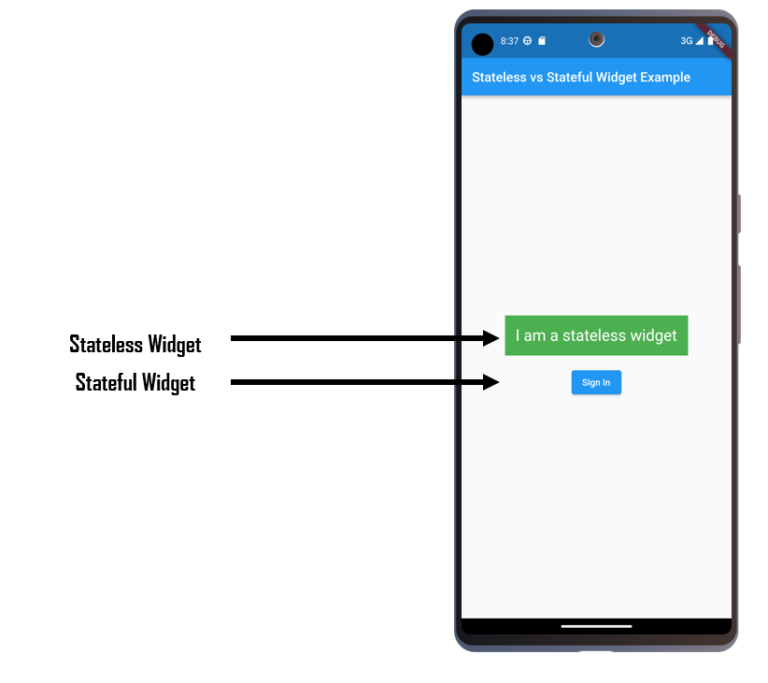 8:37
3G
DEBUG
Stateless vs Stateful Widget Example
I am a stateless widget
Stateless Widget
Stateful Widget
Sign In